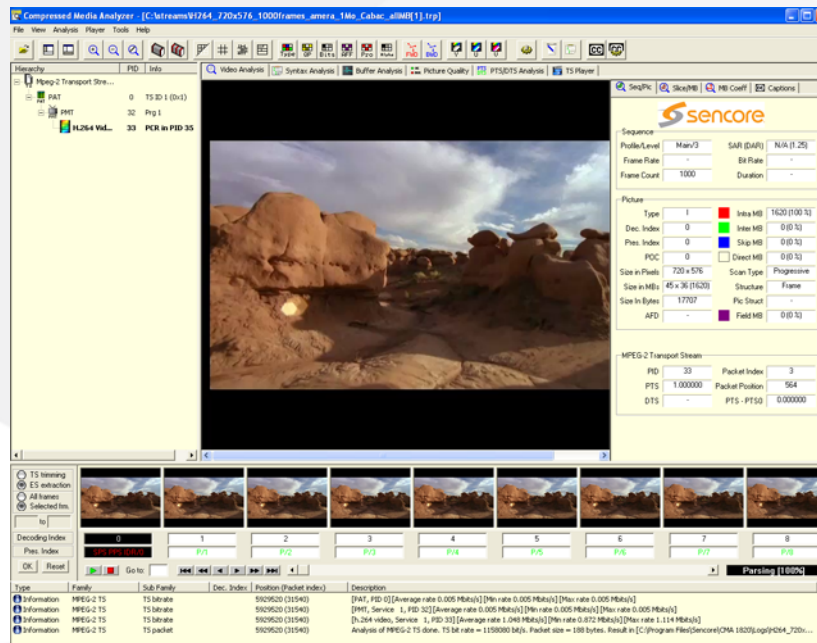 Compressed Media Analyzer - [C:\streams\H264_720x576_1000frames_amera_1Mo_Cabac_allMB[1].trp]
File View Analysis Player Tools Help
Hierarchy PID Info
Mpeg-2 Transport Stre...
PAT 0 TS ID 1 (0x1)
PMT 32 Prg 1
H.264 Vid... 33 PCR in PID 35
Video Analysis Syntax Analysis Buffer Analysis Picture Quality PTS/DTS Analysis TS Player
Seq/Pic Slice/MB MB Coeff Captions
sencore
Sequence
Profile/Level Main/3 SAR (DAR) N/A (1.25)
Frame Rate - Bit Rate -
Frame Count 1000 Duration -
Picture
Type I Intra MB 1620 (100 %)
Dec. Index 0 Inter MB 0 (0 %)
Pres. Index 0 Skip MB 0 (0 %)
POC 0 Direct MB 0 (0 %)
Size in Pixels 720 x 576 Scan Type Progressive
Size in MBs 45 x 36 (1620) Structure Frame
Size In Bytes 17707 Pic Struct -
AFD - Field MB 0 (0 %)
MPEG-2 Transport Stream
PID 33 Packet Index 3
PTS 1.000000 Packet Position 564
DTS - PTS - PTS0 0.000000
TS trimming
ES extraction
All frames
Selected frm.
to
Decoding Index 0 1 2 3 4 5 6 7 8
Pres. Index P/1 P/2 P/3 P/4 P/5 P/6 P/7 P/8
OK Reset Go to: Parsing [100%]
Type Family Sub Family Dec. Index Position (Packet index) Description
Information MPEG-2 TS TS bitrate 5929520 (31540) [PAT, PID 0] [Average rate 0.005 Mbits/s] [Min rate 0.005 Mbits/s] [Max rate 0.005 Mbits/s]
Information MPEG-2 TS TS bitrate 5929520 (31540) [PMT, Service 1, PID 32] [Average rate 0.005 Mbits/s] [Min rate 0.005 Mbits/s] [Max rate 0.005 Mbits/s]
Information MPEG-2 TS TS bitrate 5929520 (31540) [h.264 video, Service 1, PID 33] [Average rate 1.048 Mbits/s] [Min rate 0.872 Mbits/s] [Max rate 1.114 Mbits/s]
Information MPEG-2 TS TS packet 5929520 (31540) Analysis of MPEG-2 TS done. TS bit rate = 1158080 bit/s. Packet size = 188 bytes. Result in [C:\Program Files\Sencore\CMA 1820\Logs\H264_720x...